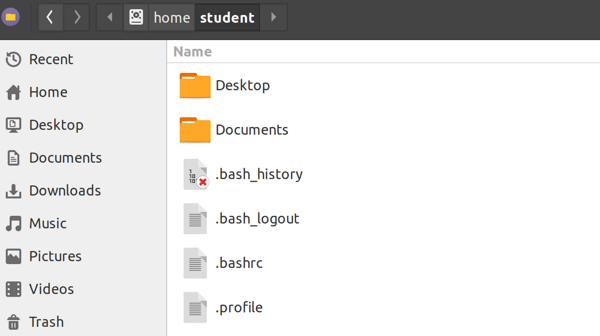 home student
Name
Recent
Home
Desktop
Documents
Downloads
Music
Pictures
Videos
Trash
Desktop
Documents
.bash_history
.bash_logout
.bashrc
.profile